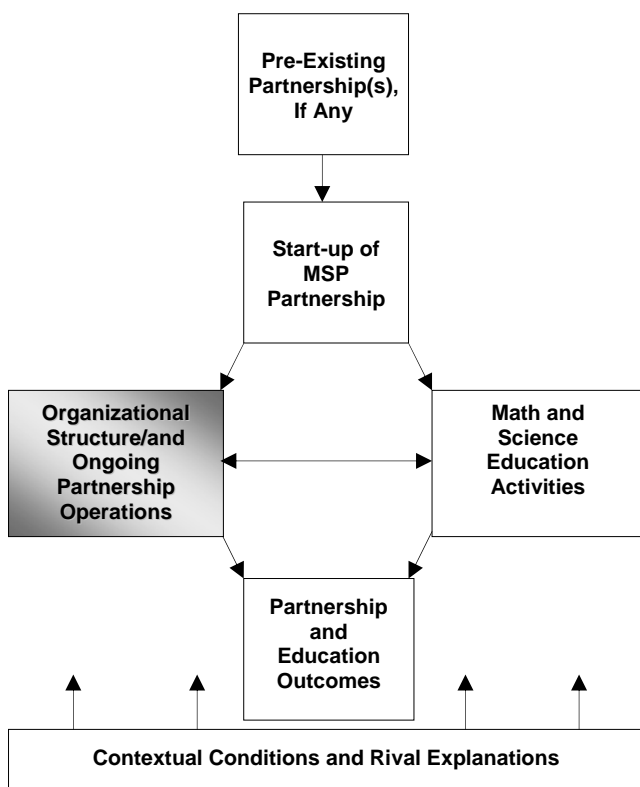 Pre-Existing
Partnership(s),
If Any
Start-up of
MSP
Partnership
Organizational
Structure/and
Ongoing
Partnership
Operations
Math and
Science
Education
Activities
Partnership
and
Education
Outcomes
Contextual Conditions and Rival Explanations